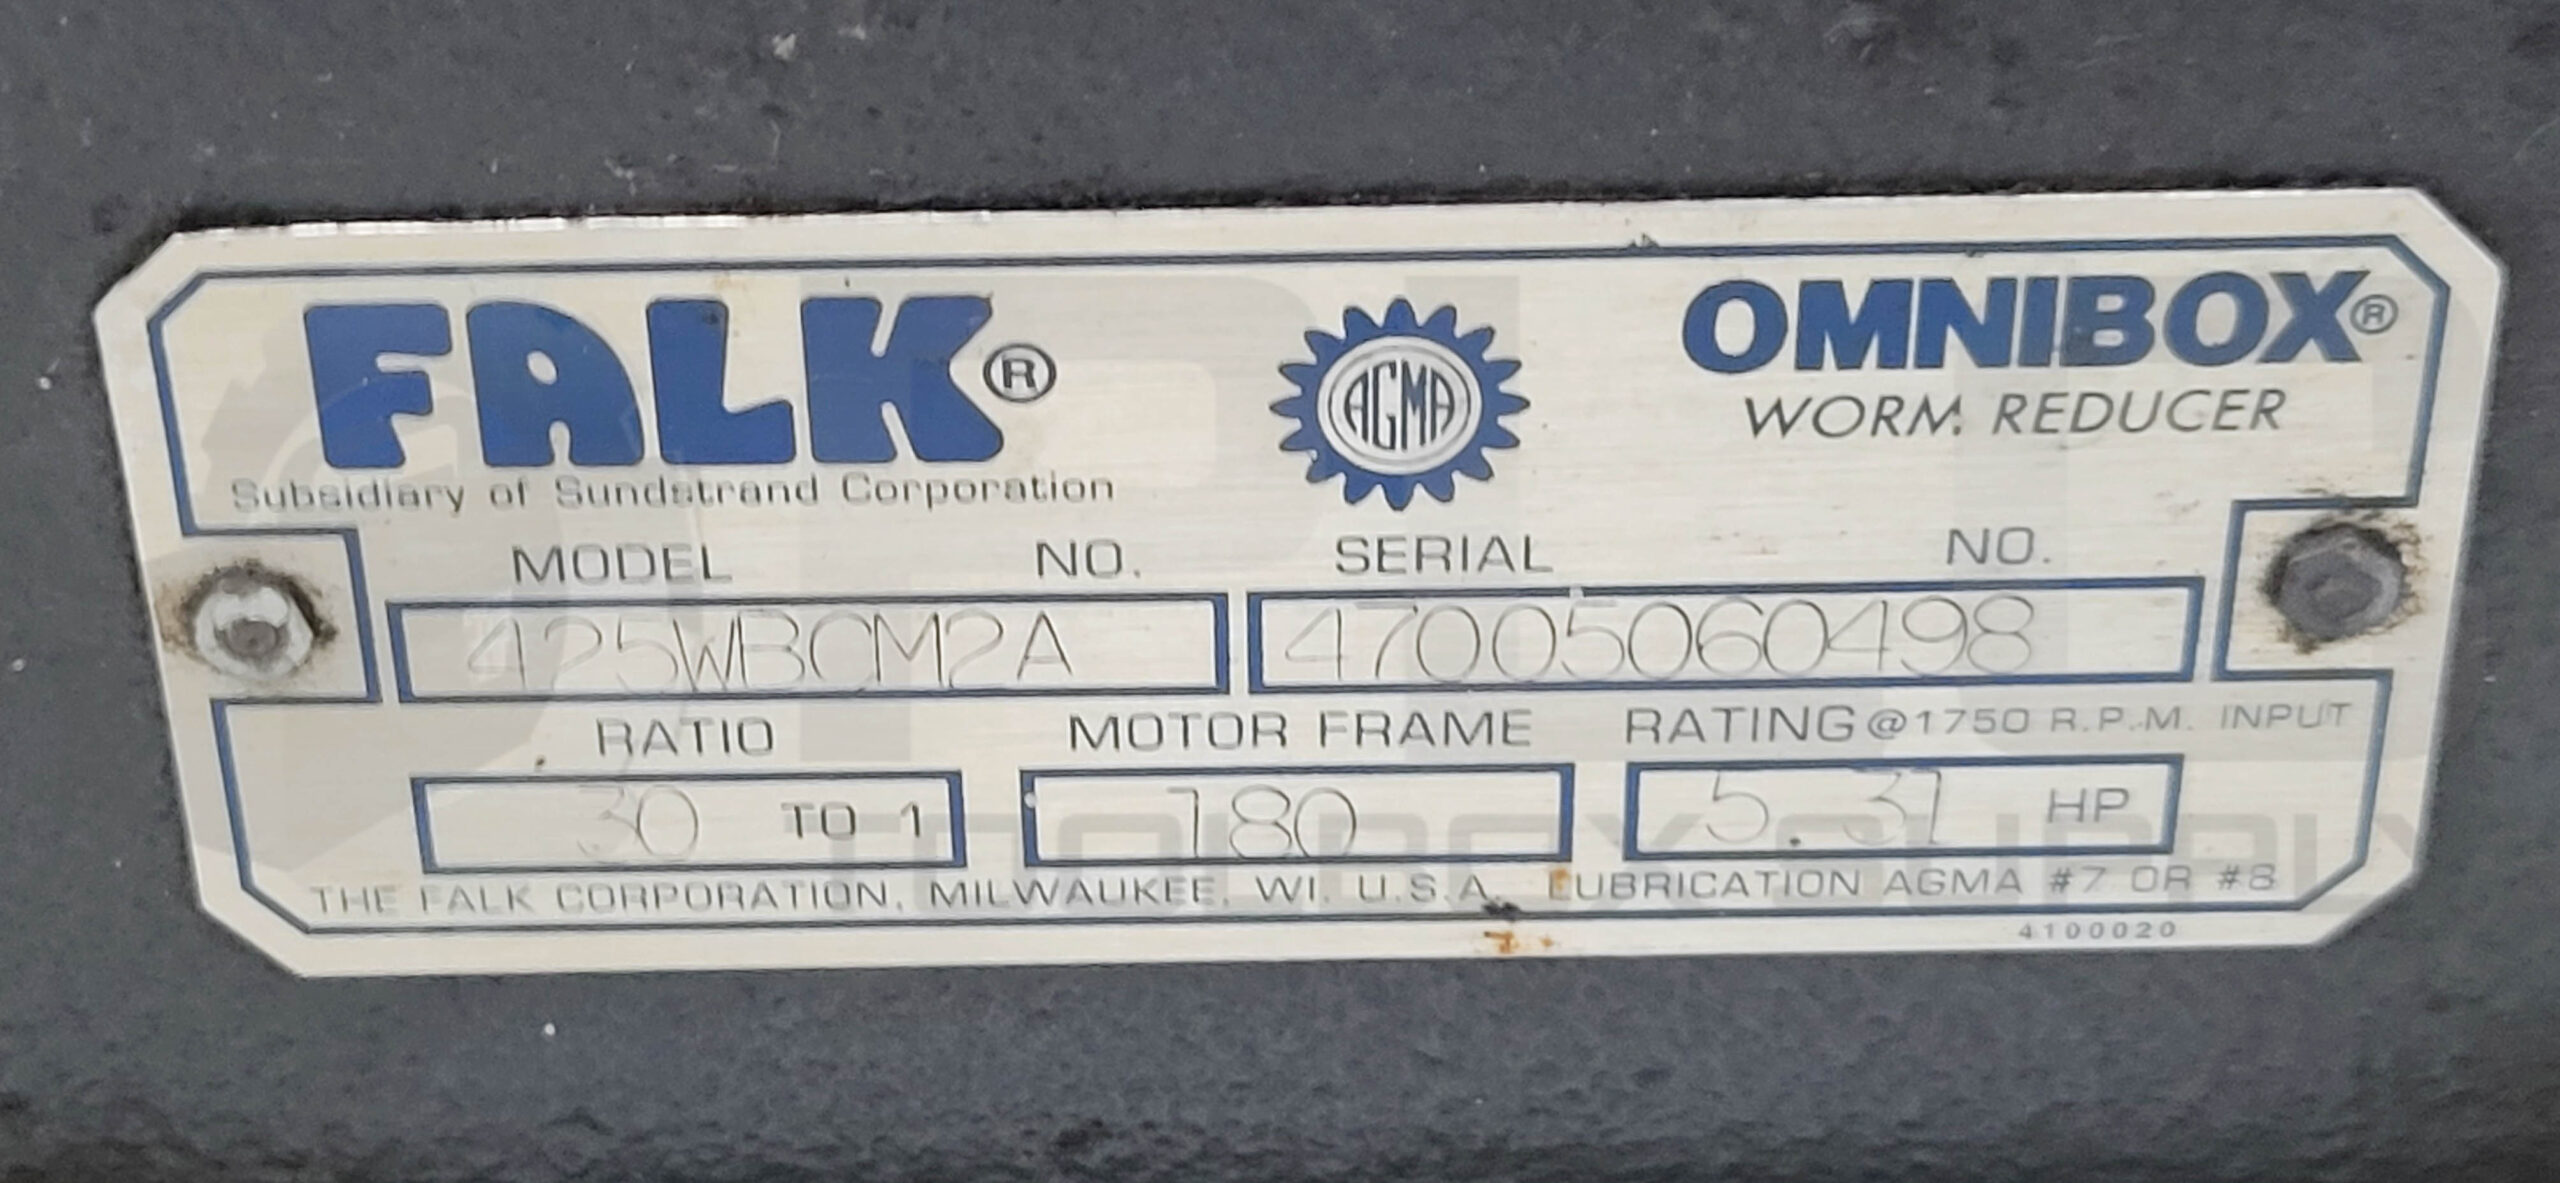 FALK® AGMA OMNIBOX®
WORM REDUCER
Subsidiary of Sundstrand Corporation
MODEL NO. SERIAL NO.
425WBCM2A 47005060498
RATIO MOTOR FRAME RATING @ 1750 R.P.M. INPUT
30 TO 1 180 5.31 HP
THE FALK CORPORATION, MILWAUKEE, WI. U.S.A. LUBRICATION AGMA #7 OR #8
4100020
TOOLBOX SUPPLY